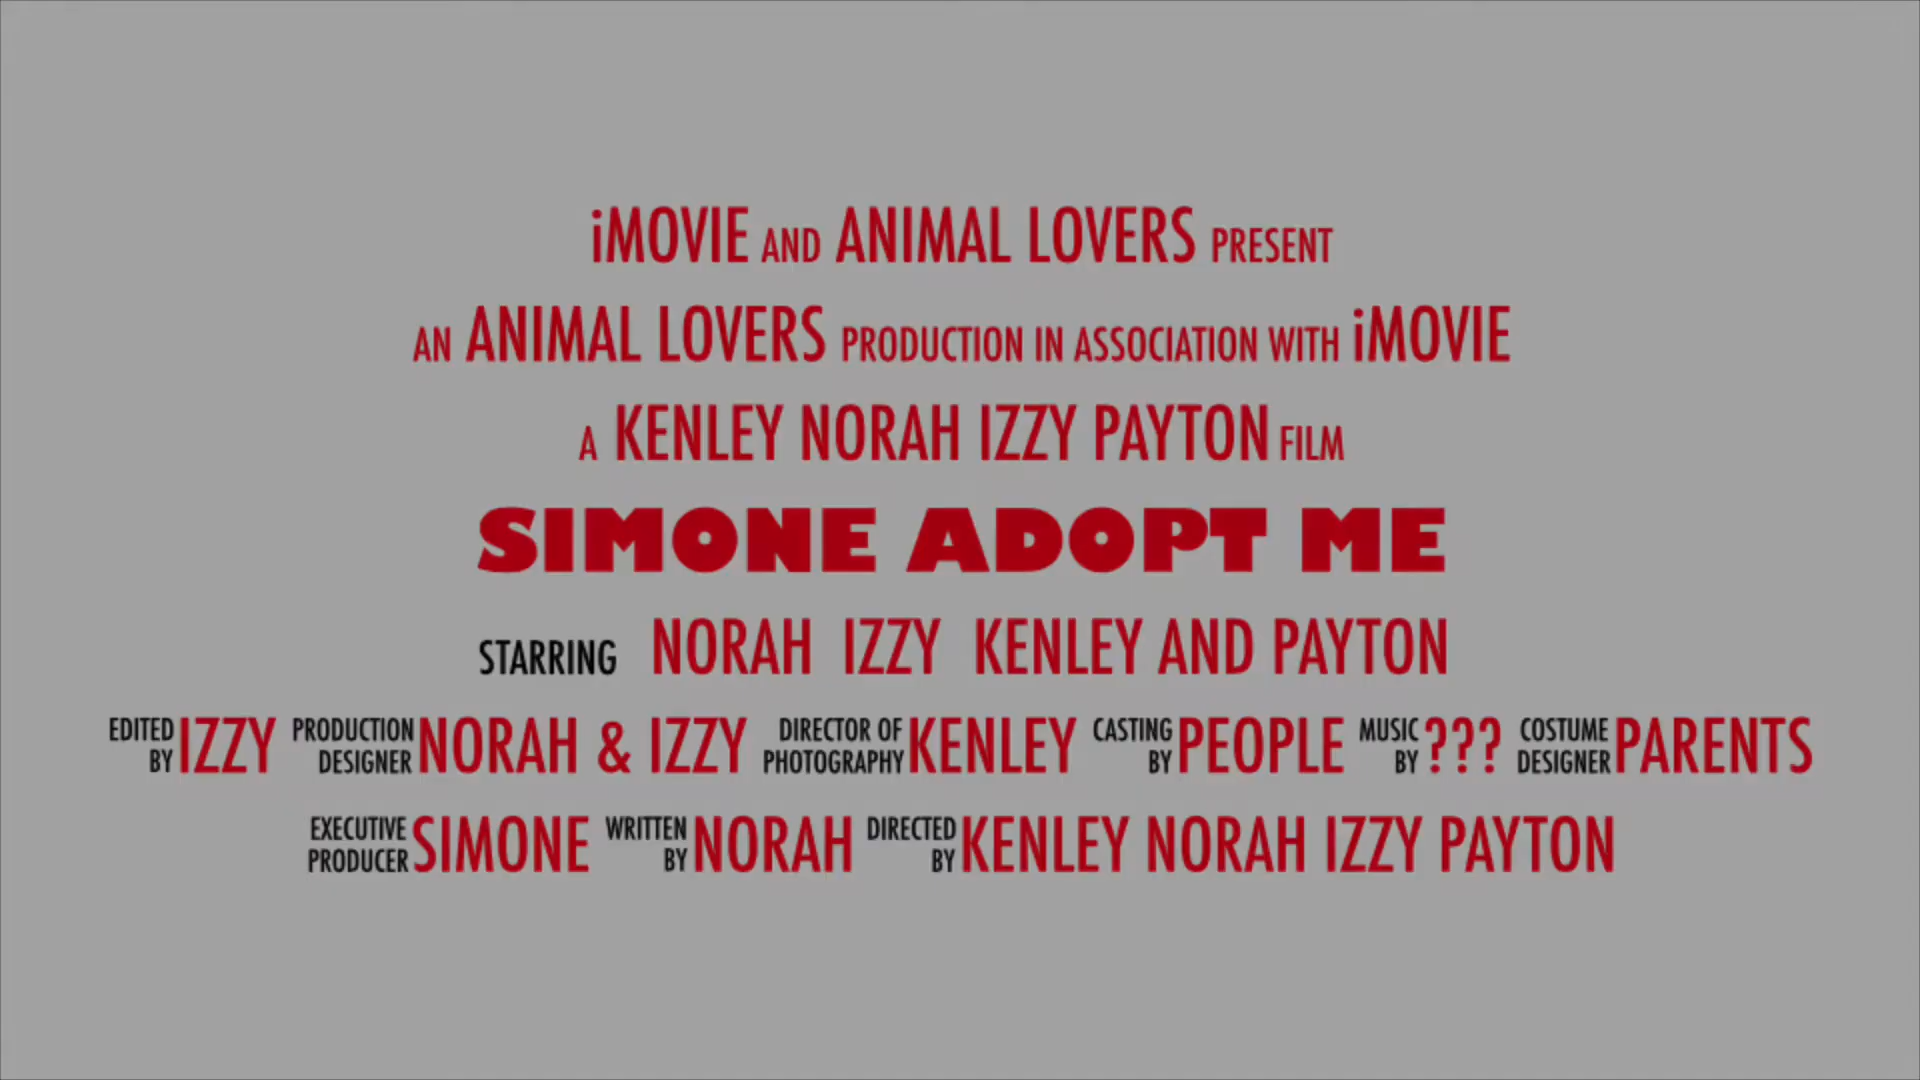 iMOVIE AND ANIMAL LOVERS PRESENT
AN ANIMAL LOVERS PRODUCTION IN ASSOCIATION WITH iMOVIE
A KENLEY NORAH IZZY PAYTON FILM
SIMONE ADOPT ME
STARRING NORAH IZZY KENLEY AND PAYTON
EDITED BY IZZY PRODUCTION DESIGNER NORAH & IZZY DIRECTOR OF PHOTOGRAPHY KENLEY CASTING BY PEOPLE MUSIC BY ??? COSTUME DESIGNER PARENTS
EXECUTIVE PRODUCER SIMONE WRITTEN BY NORAH DIRECTED BY KENLEY NORAH IZZY PAYTON